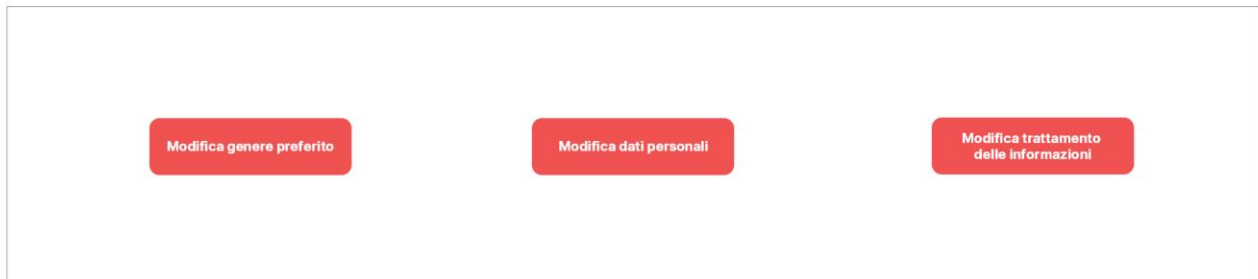 Modifica genere preferito
Modifica dati personali
Modifica trattamento
delle informazioni